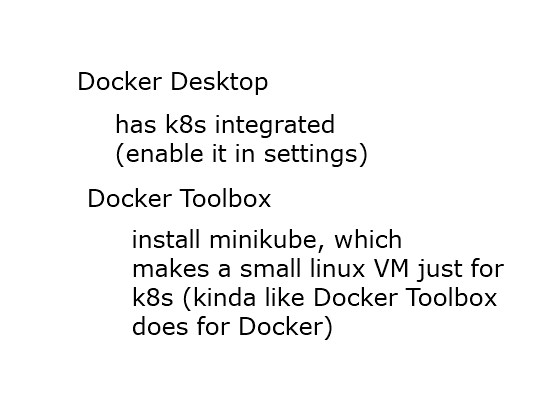 Docker Desktop
has k8s integrated
(enable it in settings)
Docker Toolbox
install minikube, which
makes a small linux VM just for
k8s (kinda like Docker Toolbox
does for Docker)